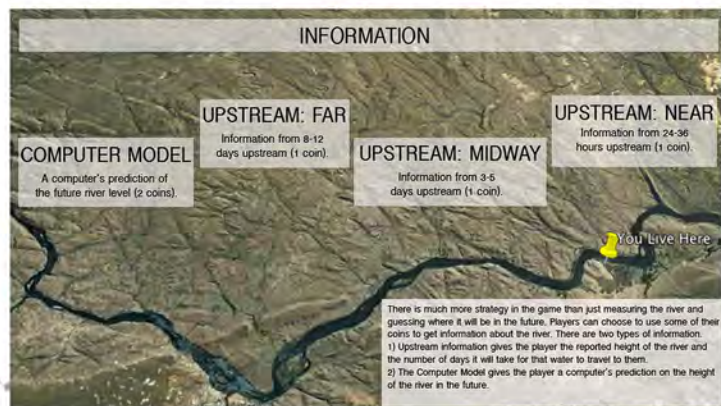 INFORMATION
UPSTREAM: FAR
Information from 8-12
days upstream (1 coin).
UPSTREAM: NEAR
Information from 24-36
hours upstream (1 coin).
COMPUTER MODEL
A computer's prediction of
the future river level (2 coins).
UPSTREAM: MIDWAY
Information from 3-5
days upstream (1 coin).
You Live Here
There is much more strategy in the game than just measuring the river and
guessing where it will be in the future. Players can choose to use some of their
coins to get information about the river. There are two types of information.
1) Upstream information gives the player the reported height of the river and
the number of days it will take for that water to travel to them.
2) The Computer Model gives the player a computer's prediction on the height
of the river in the future.